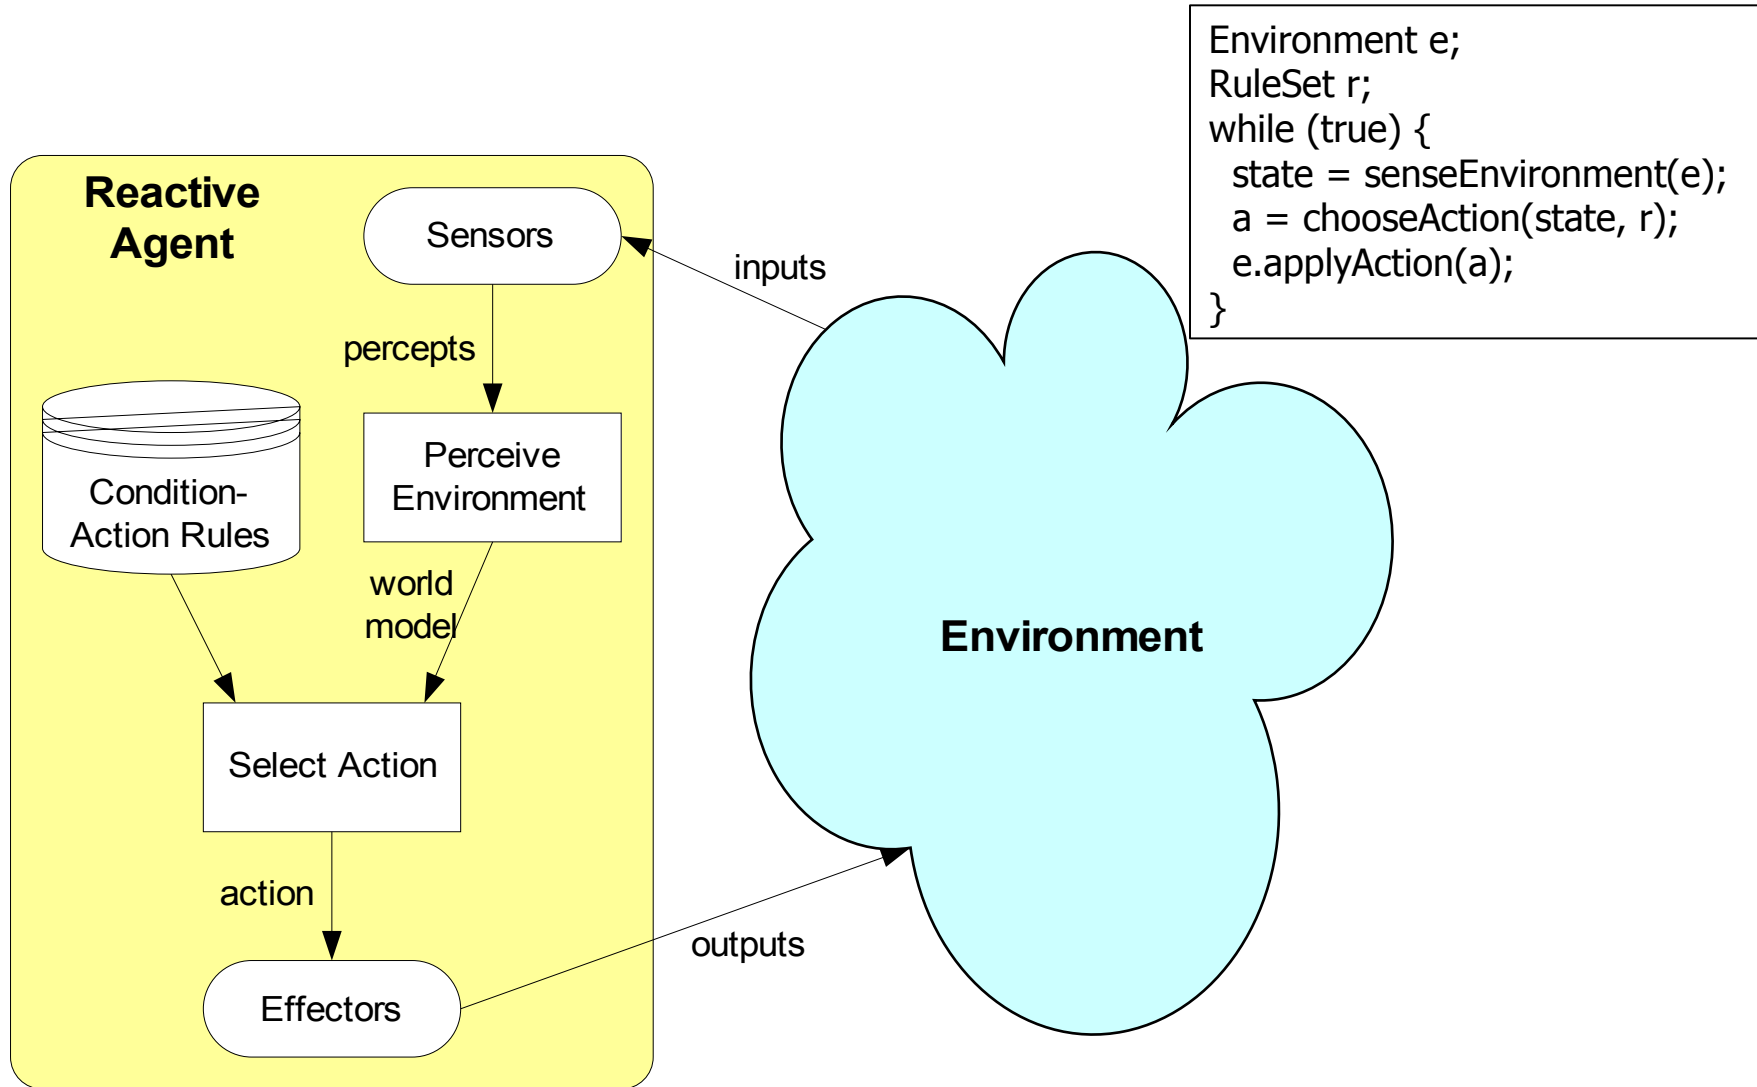 Environment e;
RuleSet r;
while (true) {
state = senseEnvironment(e);
a = chooseAction(state, r);
e.applyAction(a);
}
Reactive
Agent
Sensors
inputs
percepts
Perceive
Environment
Condition-
Action Rules
world
model
Environment
Select Action
action
outputs
Effectors